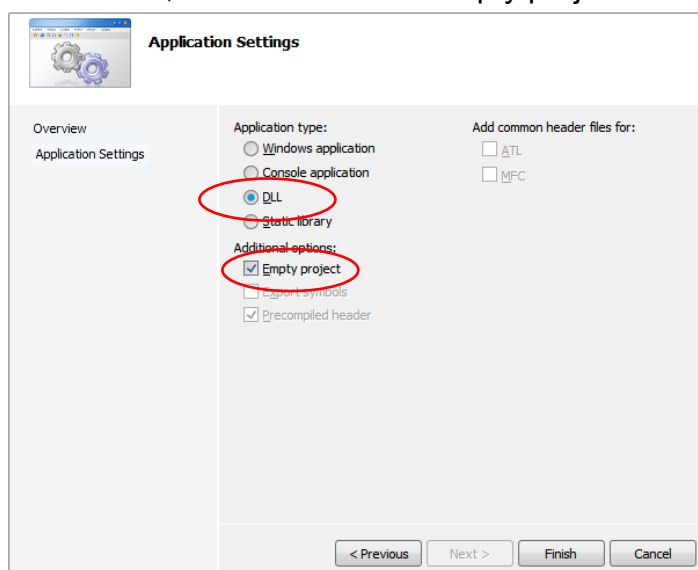 Application Settings
Overview
Application Settings
Application type:
Windows application
Console application
DLL
Static library
Additional options:
Empty project
Export symbols
Precompiled header
Add common header files for:
ATL
MFC
< Previous
Next >
Finish
Cancel